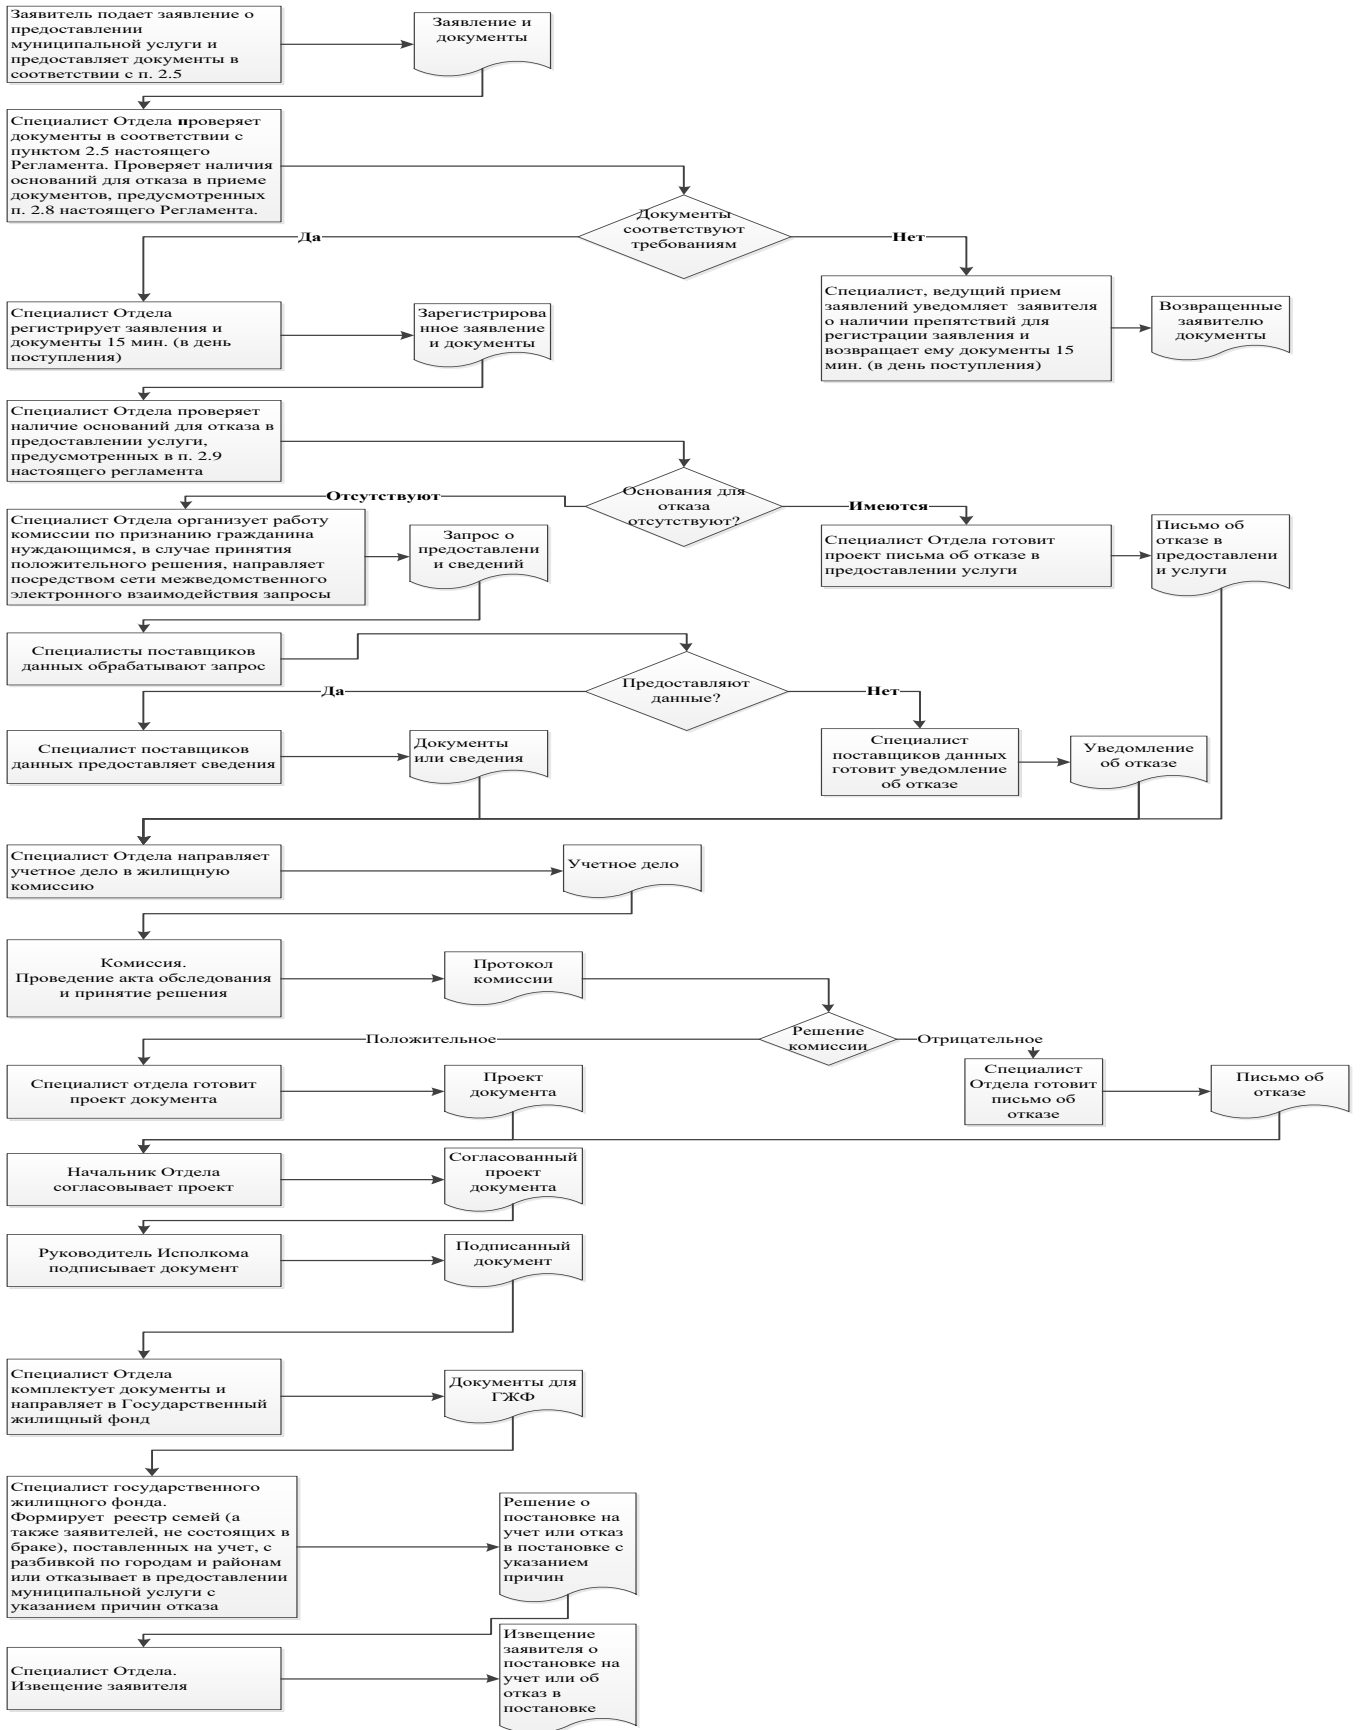 Заявитель подает заявление о
предоставлении
муниципальной услуги и
предоставляет документы в
соответствии с п. 2.5
Заявление и
документы
Специалист Отдела проверяет
документы в соответствии с
пунктом 2.5 настоящего
Регламента. Проверяет наличия
оснований для отказа в приеме
документов, предусмотренных
п. 2.8 настоящего Регламента.
Документы
соответствуют
требованиям
Да
Нет
Специалист Отдела
регистрирует заявления и
документы 15 мин. (в день
поступления)
Зарегистрирова
нное заявление
и документы
Специалист, ведущий прием
заявлений уведомляет заявителя
о наличии препятствий для
регистрации заявления и
возвращает ему документы 15
мин. (в день поступления)
Возвращенные
заявителю
документы
Специалист Отдела проверяет
наличие оснований для отказа в
предоставлении услуги,
предусмотренных в п. 2.9
настоящего регламента
Основания для
отказа
отсутствуют?
Отсутствуют
Имеются
Специалист Отдела организует работу
комиссии по признанию гражданина
нуждающимся, в случае принятия
положительного решения, направляет
посредством сети межведомственного
электронного взаимодействия запросы
Запрос о
предоставлени
и сведений
Специалист Отдела готовит
проект письма об отказе в
предоставлении услуги
Письмо об
отказе в
предоставлени
и услуги
Специалисты поставщиков
данных обрабатывают запрос
Предоставляют
данные?
Да
Нет
Специалист поставщиков
данных предоставляет сведения
Документы
или сведения
Специалист
поставщиков данных
готовит уведомление
об отказе
Уведомление
об отказе
Специалист Отдела направляет
учетное дело в жилищную
комиссию
Учетное дело
Комиссия.
Проведение акта обследования
и принятие решения
Протокол
комиссии
Решение
комиссии
Положительное
Отрицательное
Специалист отдела готовит
проект документа
Проект
документа
Специалист
Отдела готовит
письмо об
отказе
Письмо об
отказе
Начальник Отдела
согласовывает проект
Согласованный
проект
документа
Руководитель Исполкома
подписывает документ
Подписанный
документ
Специалист Отдела
комплектует документы и
направляет в Государственный
жилищный фонд
Документы для
ГЖФ
Специалист государственного
жилищного фонда.
Формирует реестр семей (а
также заявителей, не состоящих в
браке), поставленных на учет, с
разбивкой по городам и районам
или отказывает в предоставлении
муниципальной услуги с
указанием причин отказа
Решение о
постановке на
учет или отказ
в постановке с
указанием
причин
Специалист Отдела.
Извещение заявителя
Извещение
заявителя о
постановке на
учет или об
отказ в
постановке